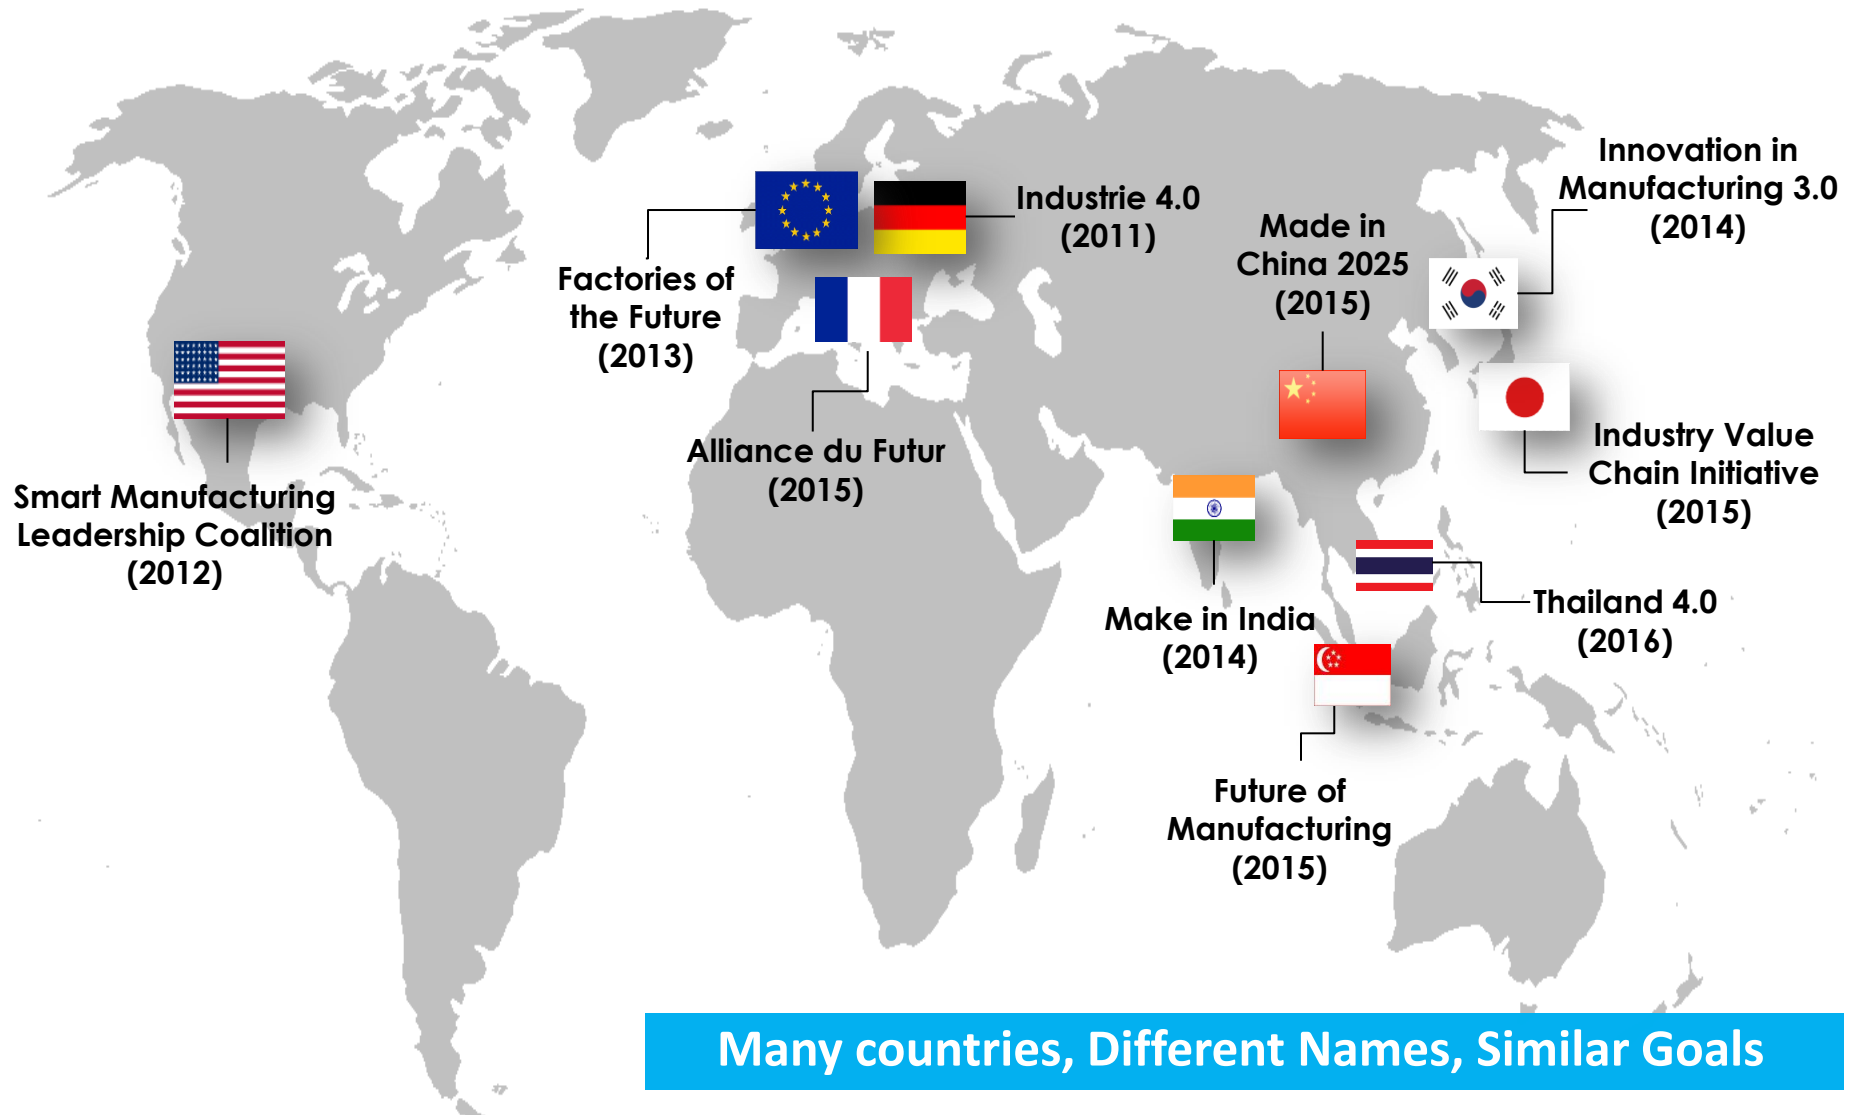 Innovation in
Manufacturing 3.0
(2014)
Industrie 4.0
(2011)
Made in
China 2025
(2015)
Factories of
the Future
(2013)
Alliance du Futur
(2015)
Industry Value
Chain Initiative
(2015)
Smart Manufacturing
Leadership Coalition
(2012)
Make in India
(2014)
Thailand 4.0
(2016)
Future of
Manufacturing
(2015)
Many countries, Different Names, Similar Goals